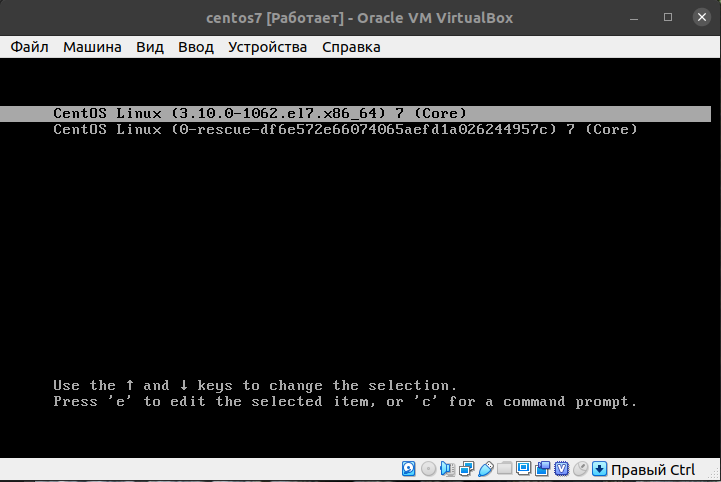 centos7 [Работает] - Oracle VM VirtualBox
Файл Машина Вид Ввод Устройства Справка
CentOS Linux (3.10.0-1062.el7.x86_64) 7 (Core)
CentOS Linux (0-rescue-df6e572e66074065aefd1a026244957c) 7 (Core)
Use the ↑ and ↓ keys to change the selection.
Press 'e' to edit the selected item, or 'c' for a command prompt.
Правый Ctrl